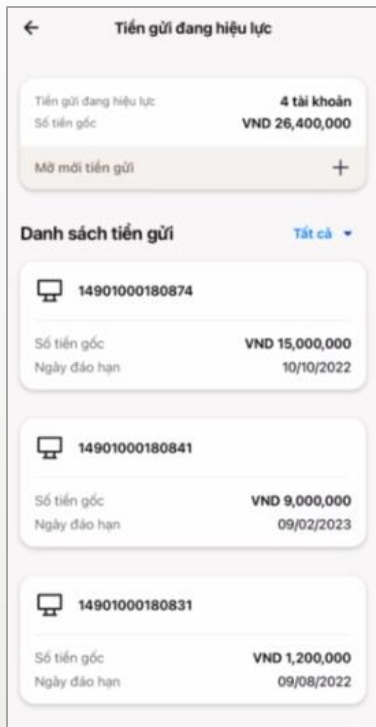 Tiền gửi đang hiệu lực
Tiền gửi đang hiệu lực 4 tài khoản
Số tiền gốc VND 26,400,000
Mở mới tiền gửi +
Danh sách tiền gửi Tất cả
14901000180874
Số tiền gốc VND 15,000,000
Ngày đáo hạn 10/10/2022
14901000180841
Số tiền gốc VND 9,000,000
Ngày đáo hạn 09/02/2023
14901000180831
Số tiền gốc VND 1,200,000
Ngày đáo hạn 09/08/2022